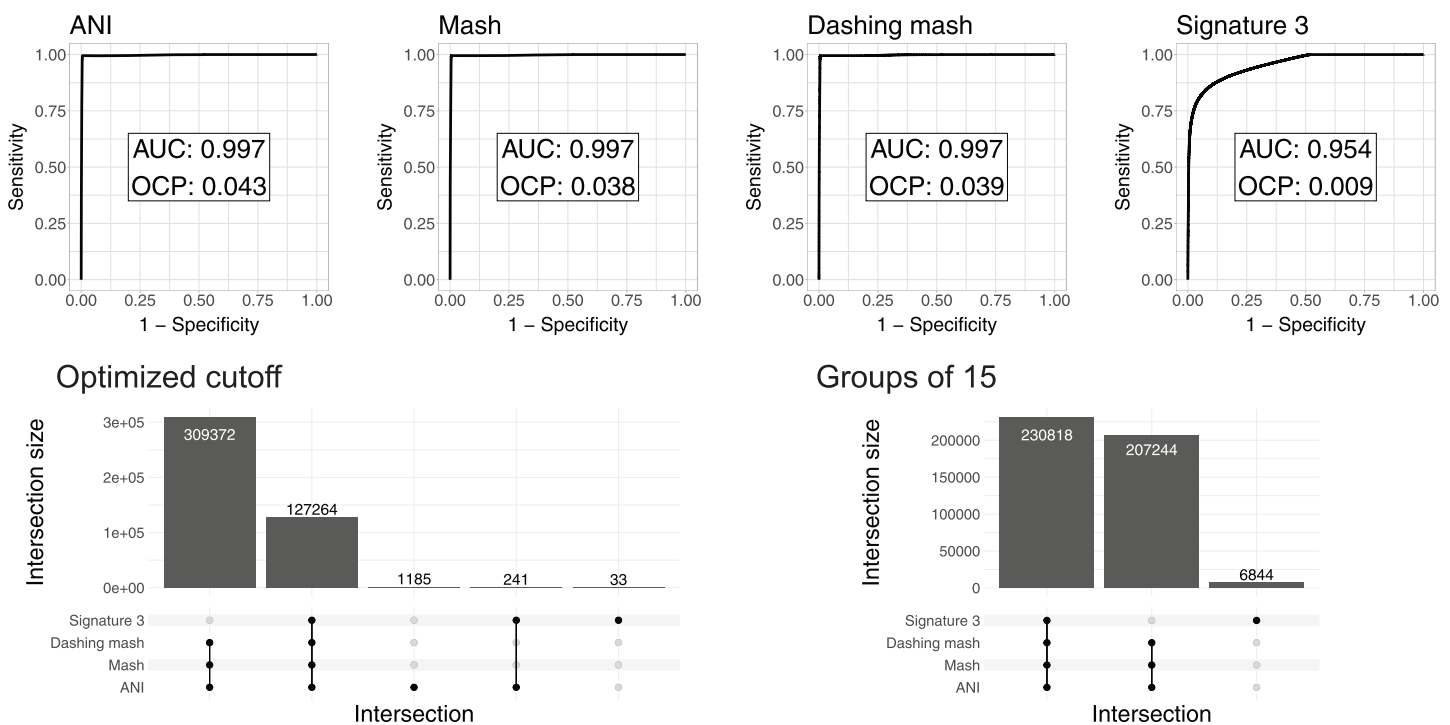 ANI
Mash
Dashing mash
Signature 3
1.00
0.75
0.50
0.25
0.00
Sensitivity
AUC: 0.997
OCP: 0.043
0.00 0.25 0.50 0.75 1.00
1 − Specificity
1.00
0.75
0.50
0.25
0.00
Sensitivity
AUC: 0.997
OCP: 0.038
0.00 0.25 0.50 0.75 1.00
1 − Specificity
1.00
0.75
0.50
0.25
0.00
Sensitivity
AUC: 0.997
OCP: 0.039
0.00 0.25 0.50 0.75 1.00
1 − Specificity
1.00
0.75
0.50
0.25
0.00
Sensitivity
AUC: 0.954
OCP: 0.009
0.00 0.25 0.50 0.75 1.00
1 − Specificity
Optimized cutoff
Intersection size
3e+05
2e+05
1e+05
0e+00
309372
127264
1185
241
33
Signature 3
Dashing mash
Mash
ANI
Intersection
Groups of 15
Intersection size
200000
150000
100000
50000
0
230818
207244
6844
Signature 3
Dashing mash
Mash
ANI
Intersection